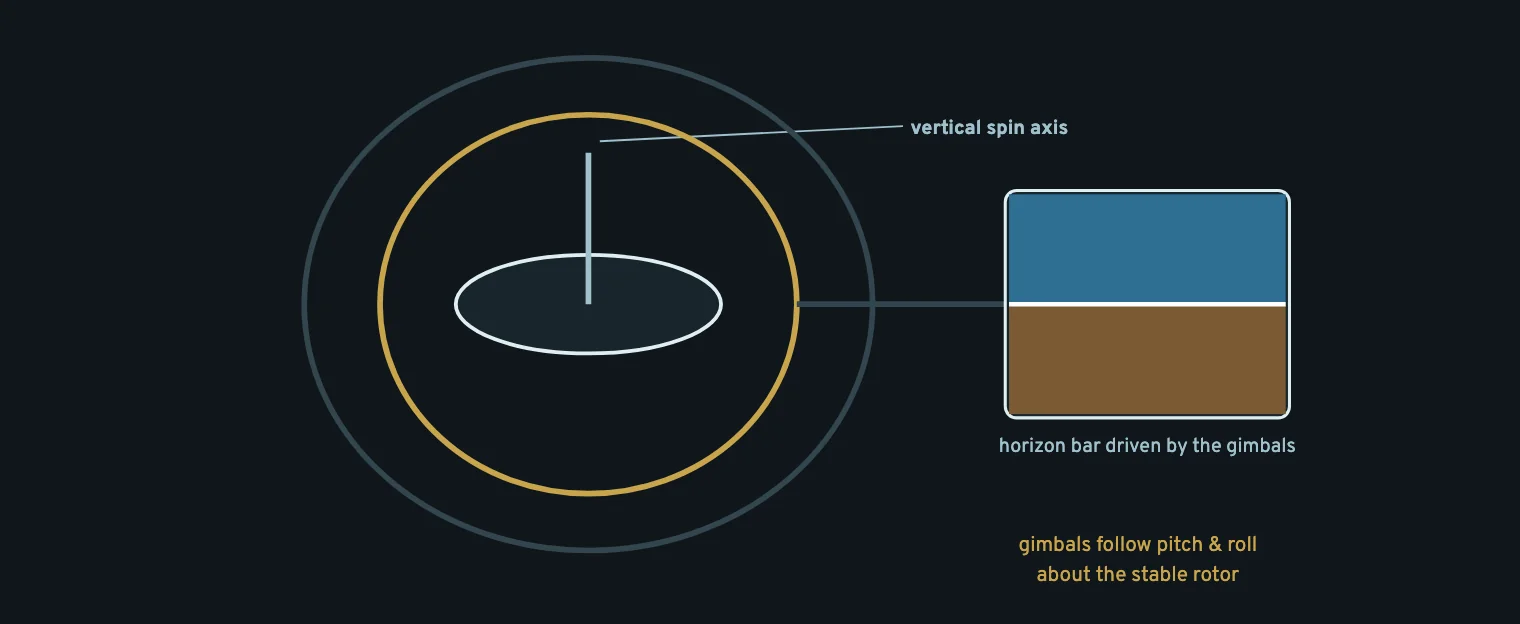 vertical spin axis
horizon bar driven by the gimbals
gimbals follow pitch & roll
about the stable rotor